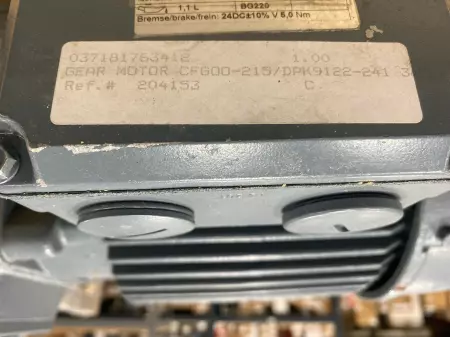 1,1 L BG220
Bremse/brake/frein: 24DC±10% V 5,0 Nm
037181763412 1.00
GEAR MOTOR CFG00-215/DPK9122-241 3
Ref.# 204153 C